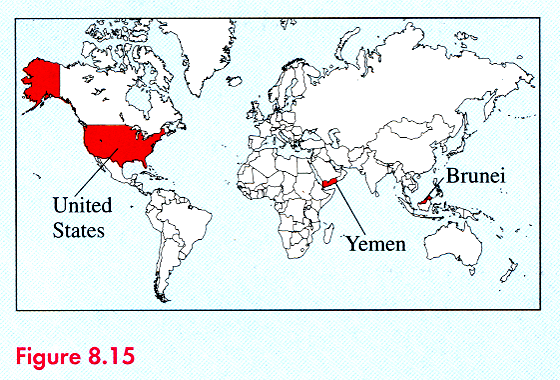 Brunei
United
States
Yemen
Figure 8.15